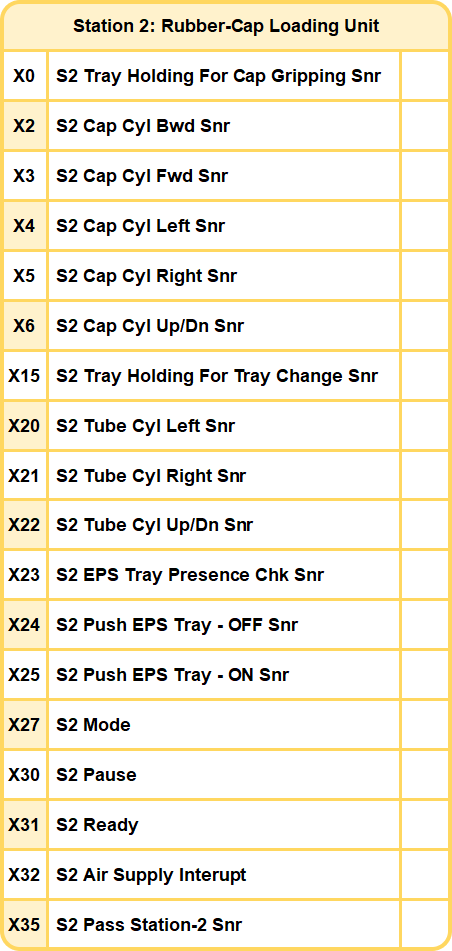 Station 2: Rubber-Cap Loading Unit
X0 S2 Tray Holding For Cap Gripping Snr
X2 S2 Cap Cyl Bwd Snr
X3 S2 Cap Cyl Fwd Snr
X4 S2 Cap Cyl Left Snr
X5 S2 Cap Cyl Right Snr
X6 S2 Cap Cyl Up/Dn Snr
X15 S2 Tray Holding For Tray Change Snr
X20 S2 Tube Cyl Left Snr
X21 S2 Tube Cyl Right Snr
X22 S2 Tube Cyl Up/Dn Snr
X23 S2 EPS Tray Presence Chk Snr
X24 S2 Push EPS Tray - OFF Snr
X25 S2 Push EPS Tray - ON Snr
X27 S2 Mode
X30 S2 Pause
X31 S2 Ready
X32 S2 Air Supply Interupt
X35 S2 Pass Station-2 Snr